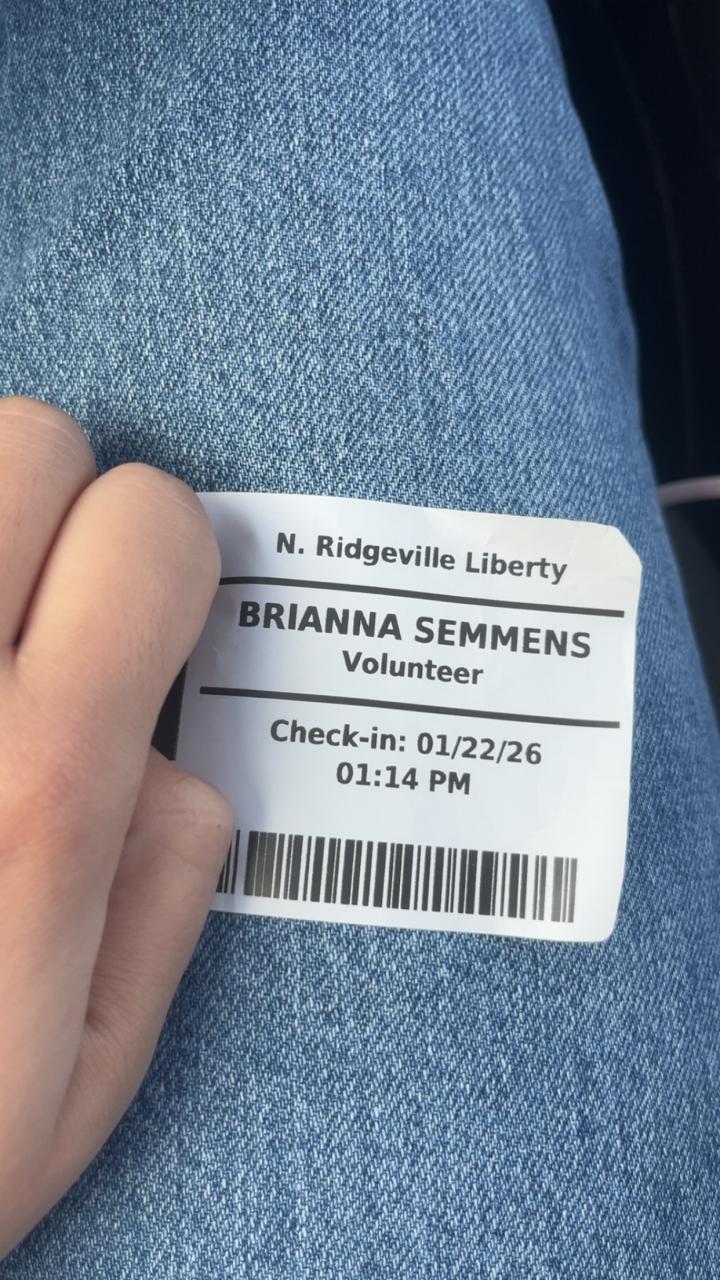 N. Ridgeville Liberty
BRIANNA SEMMENS
Volunteer
Check-in: 01/22/26
01:14 PM